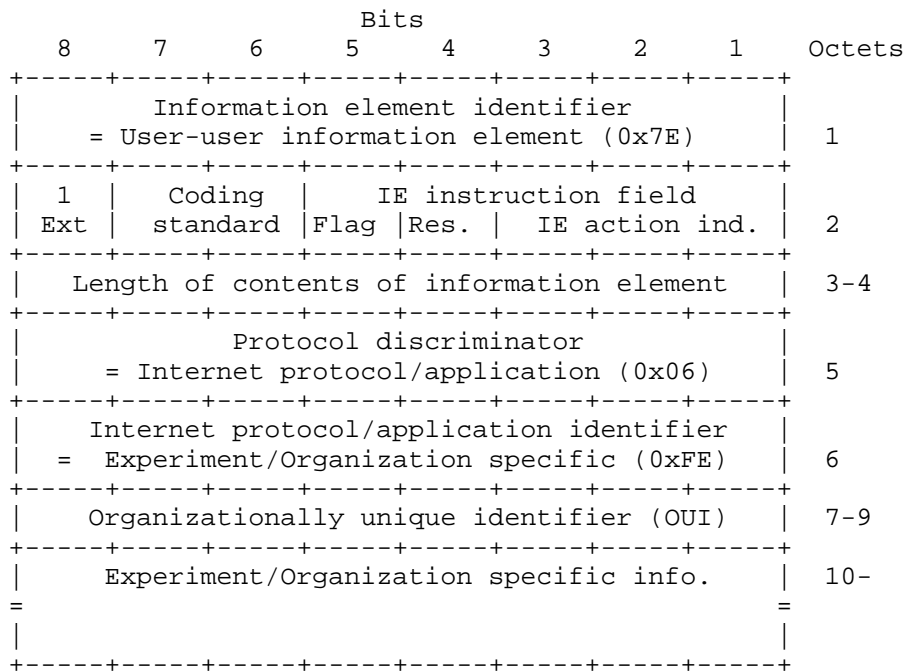 Bits
8 7 6 5 4 3 2 1 Octets
+-----+-----+-----+-----+-----+-----+-----+-----+
| Information element identifier |
| = User-user information element (0x7E) | 1
+-----+-----+-----+-----+-----+-----+-----+-----+
| 1 | Coding | IE instruction field |
| Ext | standard |Flag |Res. | IE action ind. | 2
+-----+-----+-----+-----+-----+-----+-----+-----+
| Length of contents of information element | 3-4
+-----+-----+-----+-----+-----+-----+-----+-----+
| Protocol discriminator |
| = Internet protocol/application (0x06) | 5
+-----+-----+-----+-----+-----+-----+-----+-----+
| Internet protocol/application identifier |
| = Experiment/Organization specific (0xFE) | 6
+-----+-----+-----+-----+-----+-----+-----+-----+
| Organizationally unique identifier (OUI) | 7-9
+-----+-----+-----+-----+-----+-----+-----+-----+
| Experiment/Organization specific info. | 10-
= =
| |
+-----+-----+-----+-----+-----+-----+-----+-----+